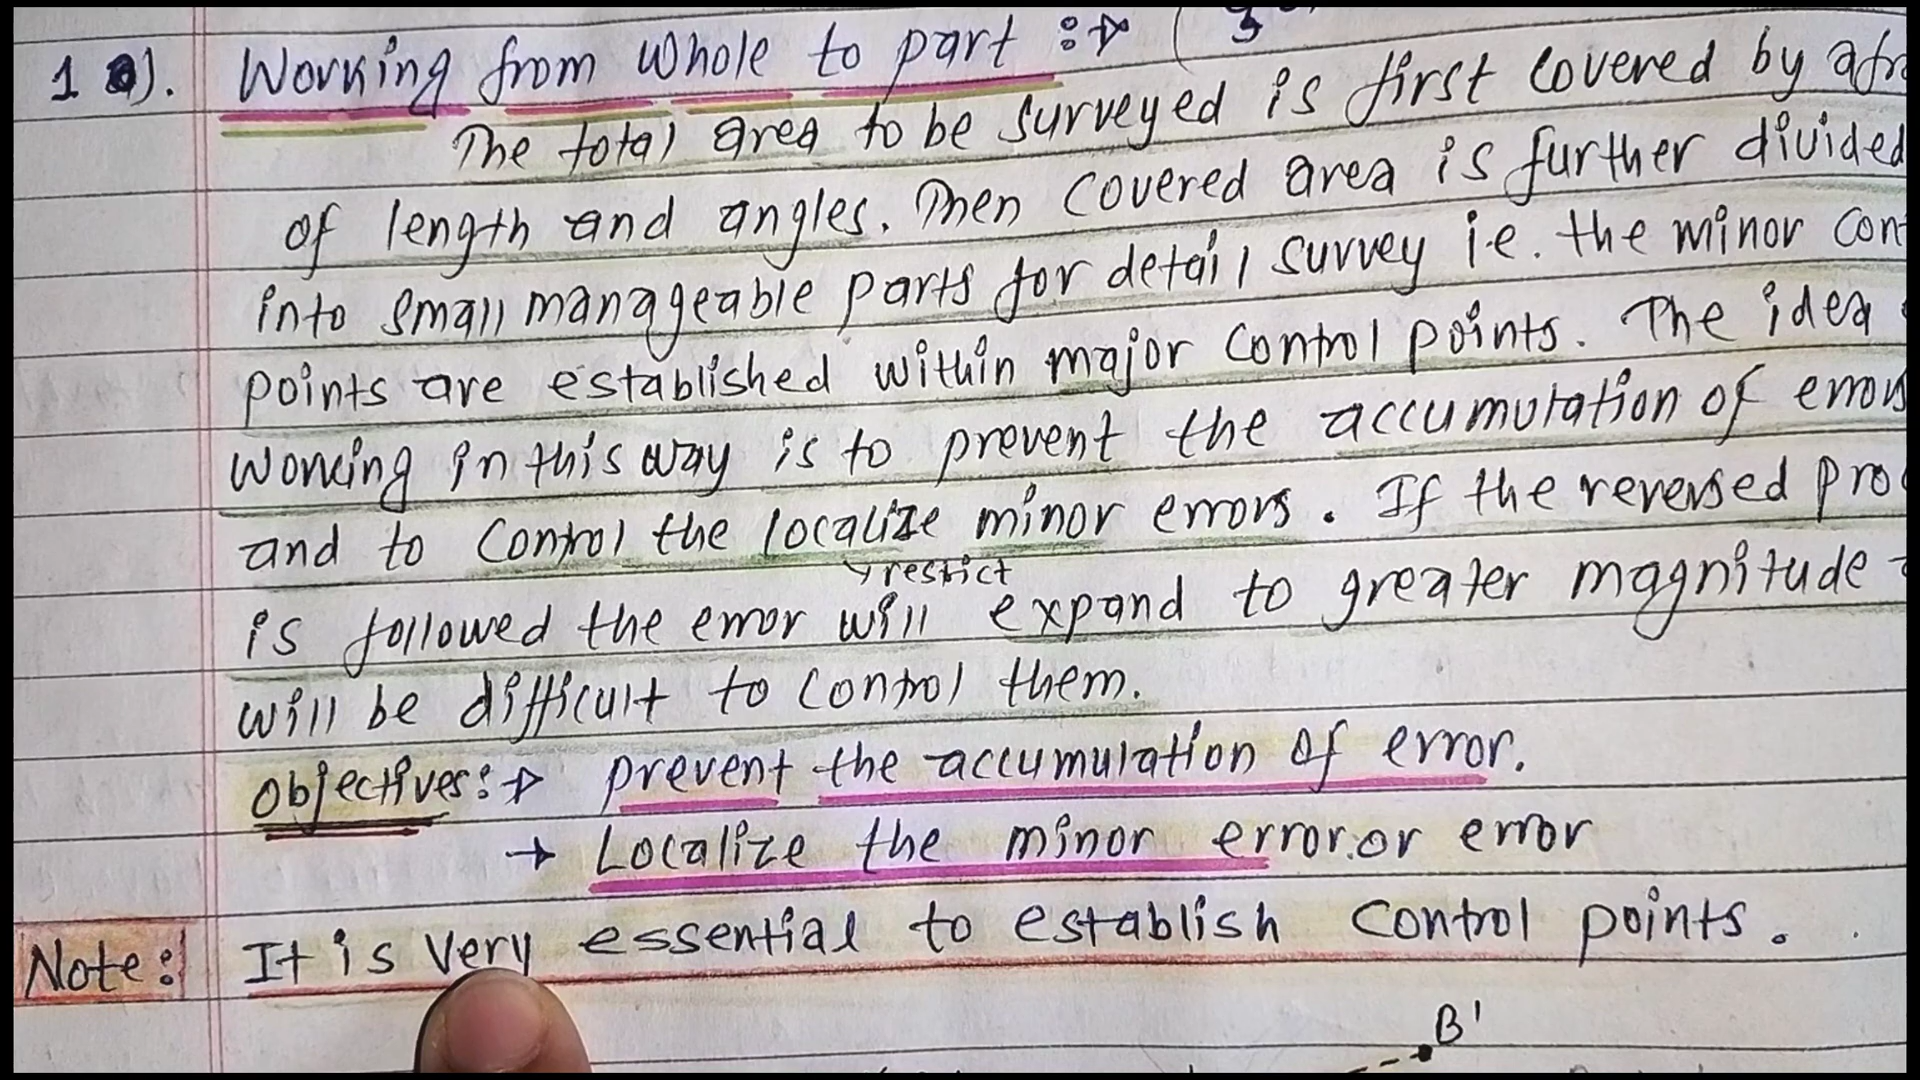 1 a). Working from whole to part :→ (
The total area to be surveyed is first covered by a
of length and angles. Then covered area is further divided
into small manageable parts for detail survey i.e. the minor con
points are established within major control points. The idea
working in this way is to prevent the accumulation of errors
and to control the localize minor errors. If the reversed pro
→ restrict
is followed the error will expand to greater magnitude
will be difficult to control them.
Objectives:→ prevent the accumulation of error.
→ Localize the minor error.or error
Note: It is very essential to establish control points.
B'